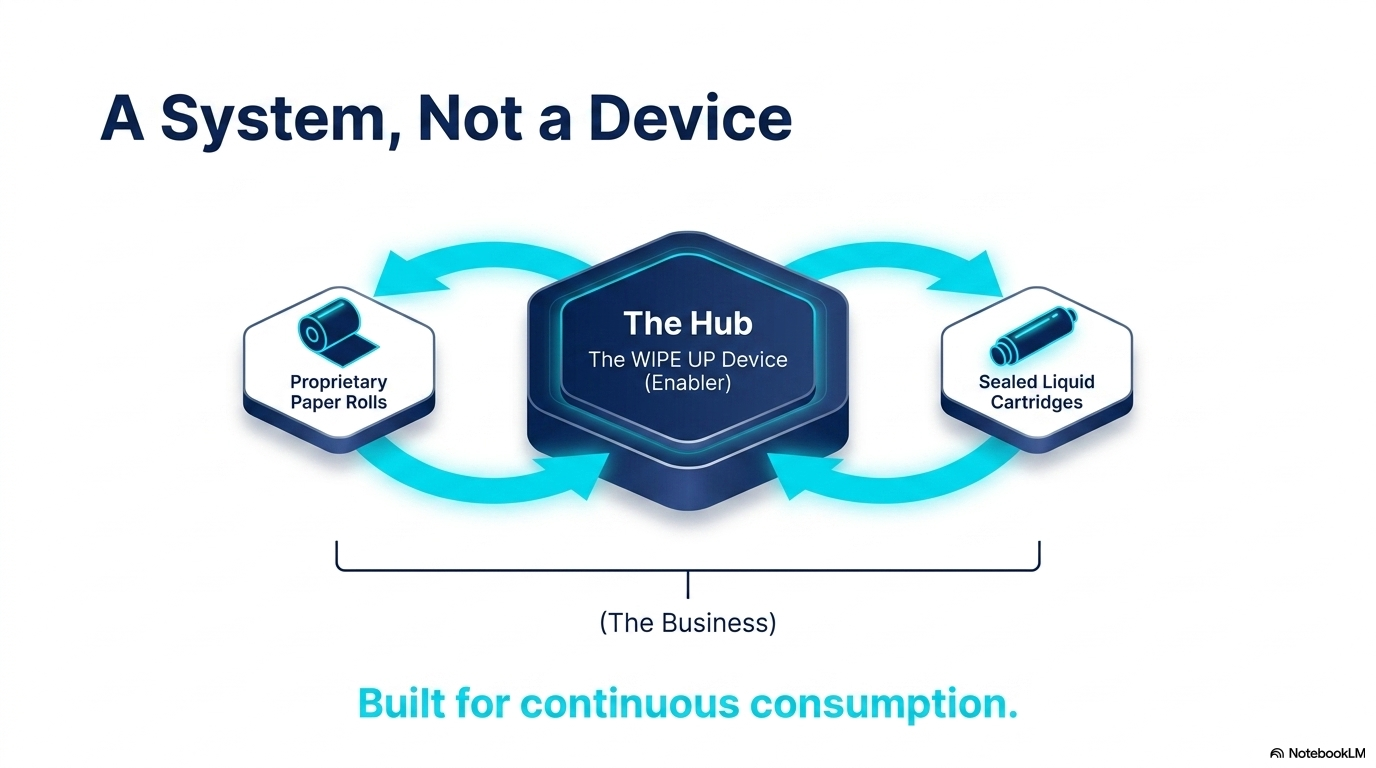 A System, Not a Device
The Hub
The WIPE UP Device
(Enabler)
Proprietary
Paper Rolls
Sealed Liquid
Cartridges
(The Business)
Built for continuous consumption.
NotebookLM